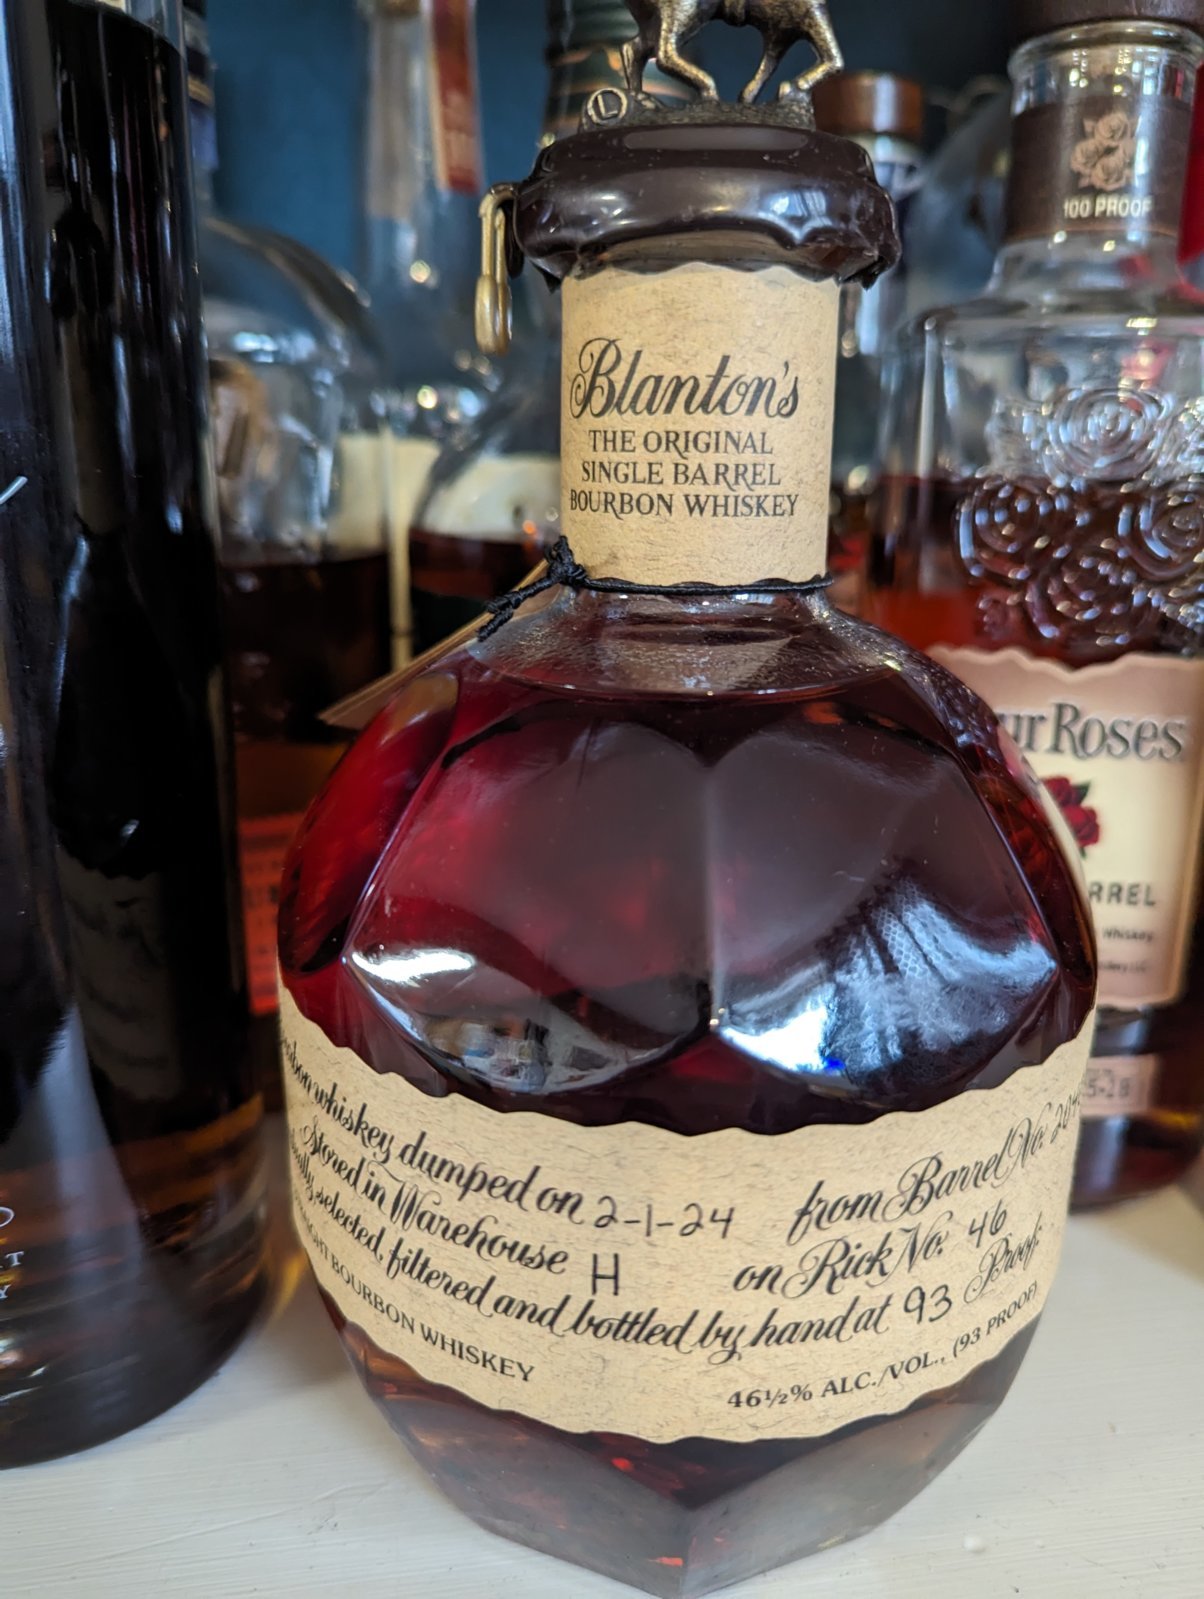 L
100 PROOF
Blanton's
THE ORIGINAL
SINGLE BARREL
BOURBON WHISKEY
ur Roses
RREL
Whiskey
whiskey dumped on 2-1-24 from Barrel No.
Stored in Warehouse H on Rick No. 46
selected, filtered and bottled by hand at 93 Proof.
BOURBON WHISKEY 46½% ALC./VOL., (93 PROOF)